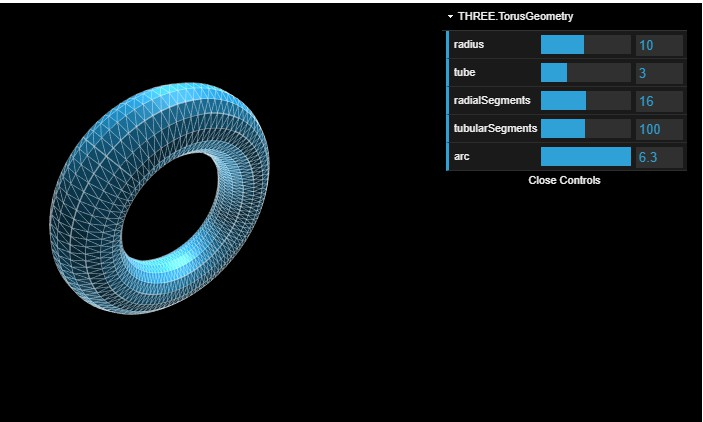 THREE.TorusGeometry
radius 10
tube 3
radialSegments 16
tubularSegments 100
arc 6.3
Close Controls